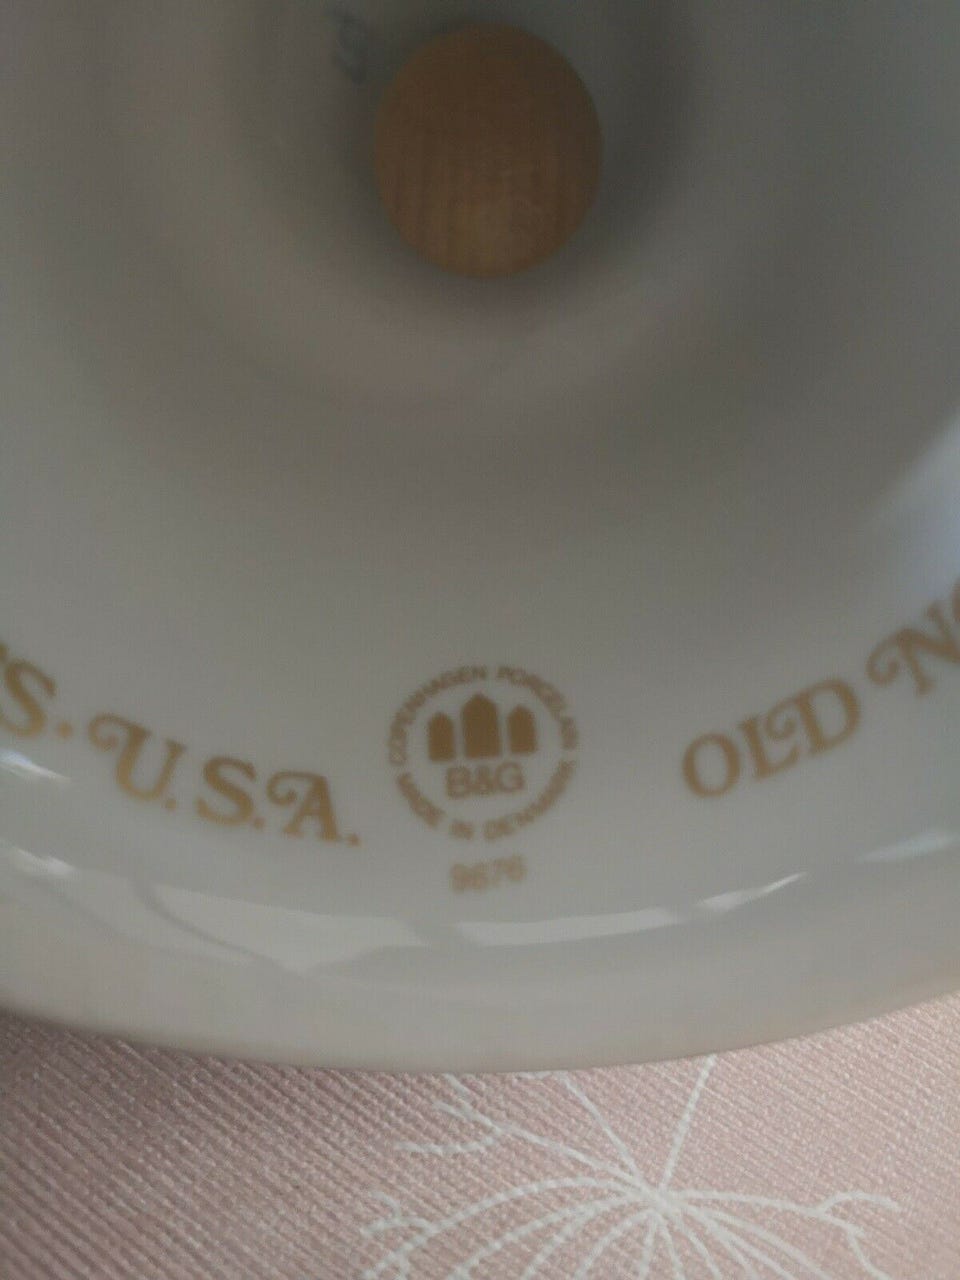 S. U.S.A.
COPENHAGEN PORCELAIN
B&G
MADE IN DENMARK
9676
OLD